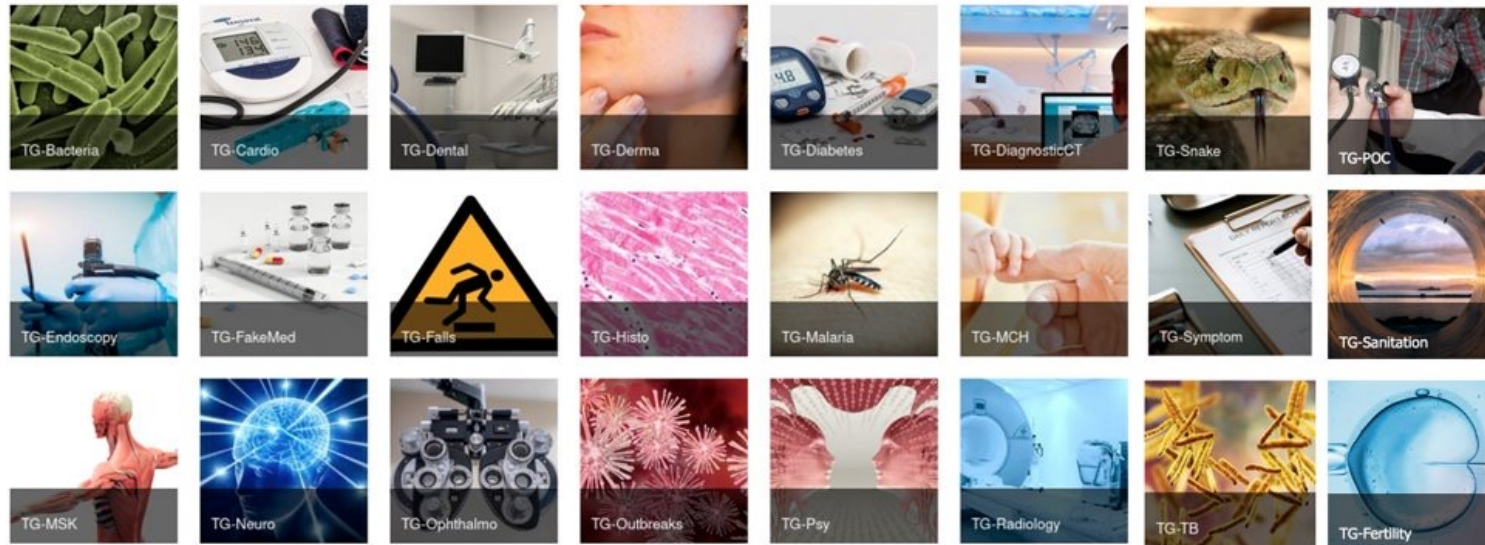 TG-Bacteria
TG-Cardio
TG-Dental
TG-Derma
TG-Diabetes
TG-DiagnosticCT
TG-Snake
TG-POC
TG-Endoscopy
TG-FakeMed
TG-Falls
TG-Histo
TG-Malaria
TG-MCH
TG-Symptom
TG-Sanitation
TG-MSK
TG-Neuro
TG-Ophthalmo
TG-Outbreaks
TG-Psy
TG-Radiology
TG-TB
TG-Fertility